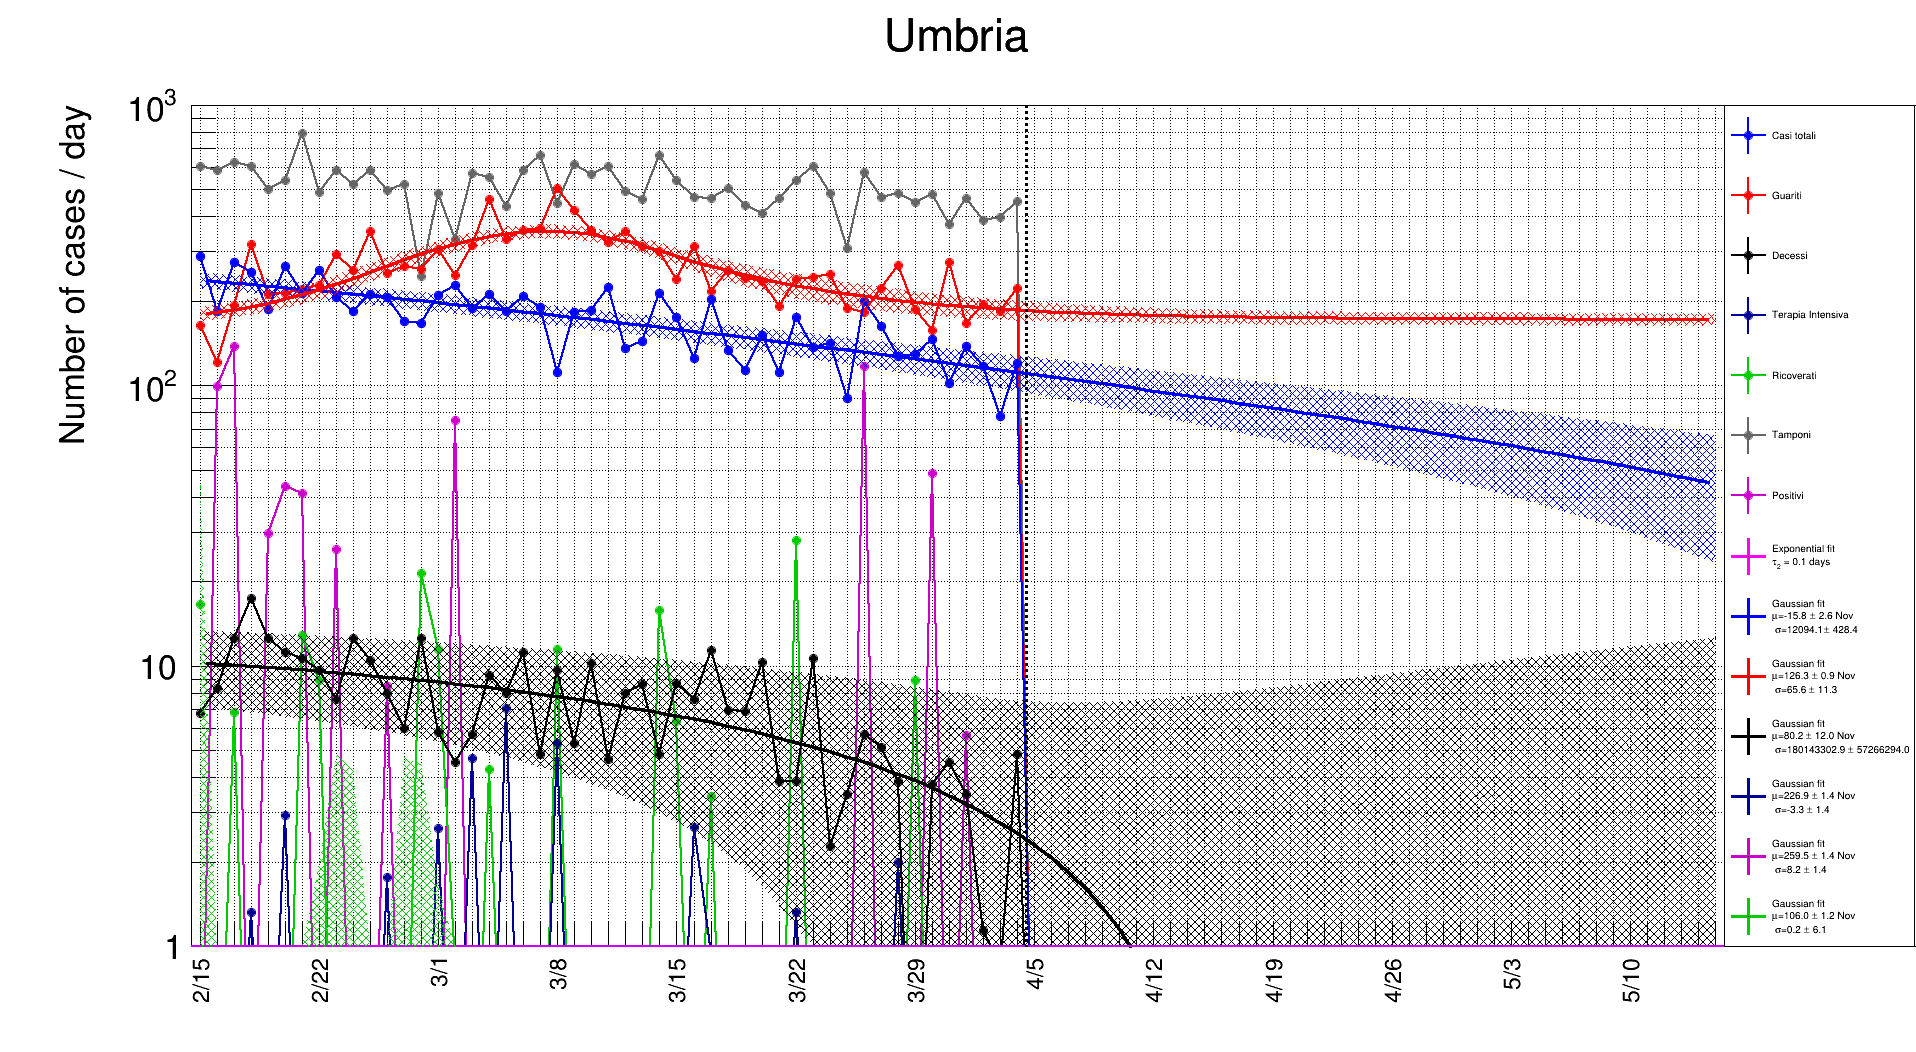 Umbria
Number of cases / day
10³
10²
10
1
2/15
2/22
3/1
3/8
3/15
3/22
3/29
4/5
4/12
4/19
4/26
5/3
5/10
Casi totali
Guariti
Decessi
Terapia Intensiva
Ricoverati
Tamponi
Positivi
Exponential fit
τ₂ = 0.1 days
Gaussian fit
μ=-15.8 ± 2.6 Nov
σ=12094.1± 428.4
Gaussian fit
μ=126.3 ± 0.9 Nov
σ=65.6 ± 11.3
Gaussian fit
μ=80.2 ± 12.0 Nov
σ=180143302.9 ± 57266294.0
Gaussian fit
μ=226.9 ± 1.4 Nov
σ=-3.3 ± 1.4
Gaussian fit
μ=259.5 ± 1.4 Nov
σ=8.2 ± 1.4
Gaussian fit
μ=106.0 ± 1.2 Nov
σ=0.2 ± 6.1